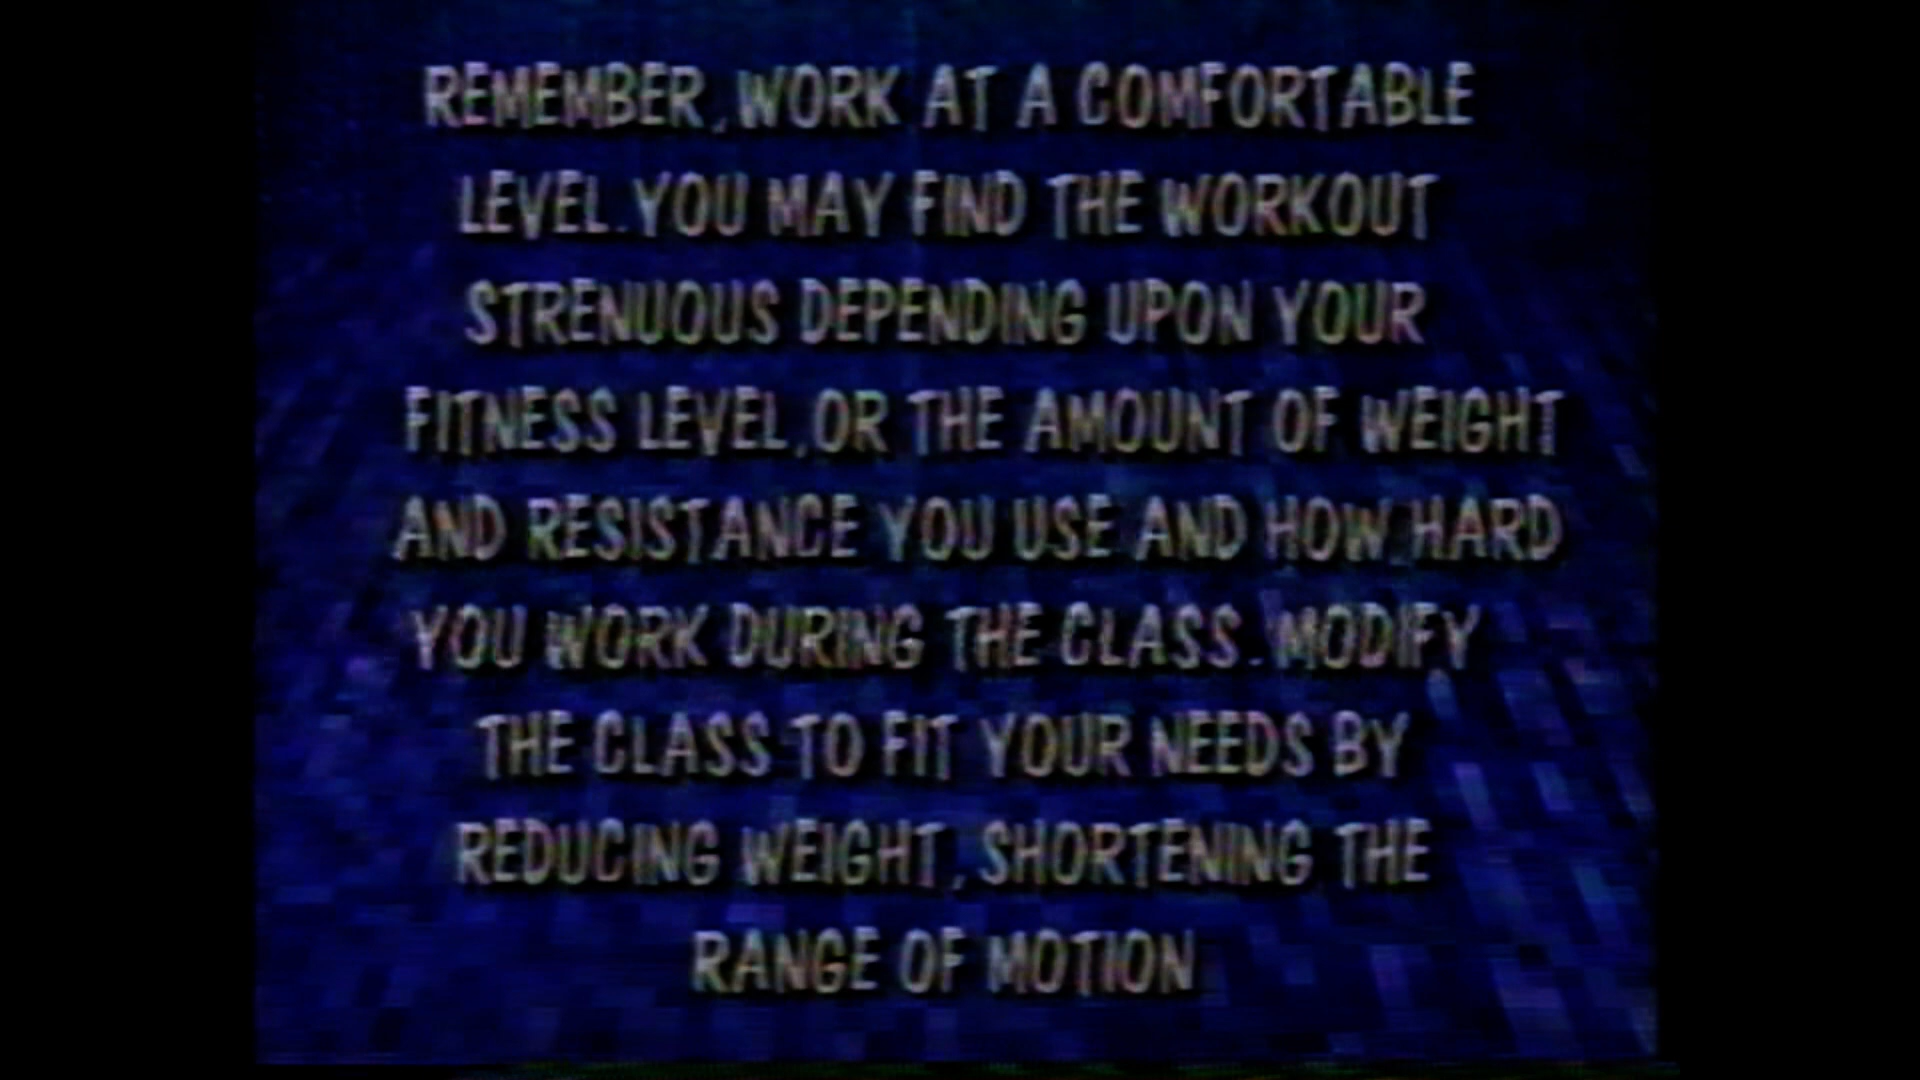 REMEMBER, WORK AT A COMFORTABLE
LEVEL. YOU MAY FIND THE WORKOUT
STRENUOUS DEPENDING UPON YOUR
FITNESS LEVEL, OR THE AMOUNT OF WEIGHT
AND RESISTANCE YOU USE AND HOW HARD
YOU WORK DURING THE CLASS. MODIFY
THE CLASS TO FIT YOUR NEEDS BY
REDUCING WEIGHT, SHORTENING THE
RANGE OF MOTION